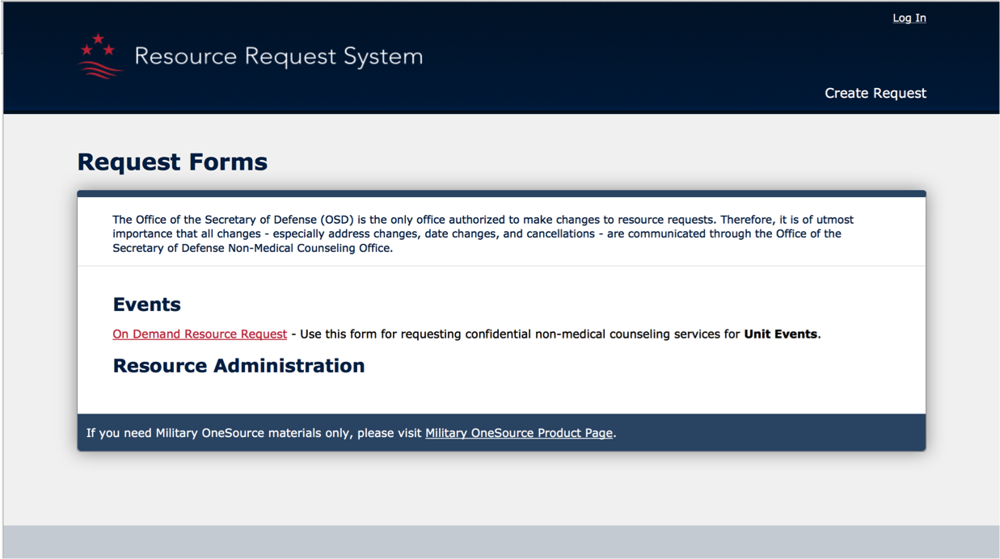 Log In
Resource Request System
Create Request
Request Forms
The Office of the Secretary of Defense (OSD) is the only office authorized to make changes to resource requests. Therefore, it is of utmost
importance that all changes - especially address changes, date changes, and cancellations - are communicated through the Office of the
Secretary of Defense Non-Medical Counseling Office.
Events
On Demand Resource Request - Use this form for requesting confidential non-medical counseling services for Unit Events.
Resource Administration
If you need Military OneSource materials only, please visit Military OneSource Product Page.